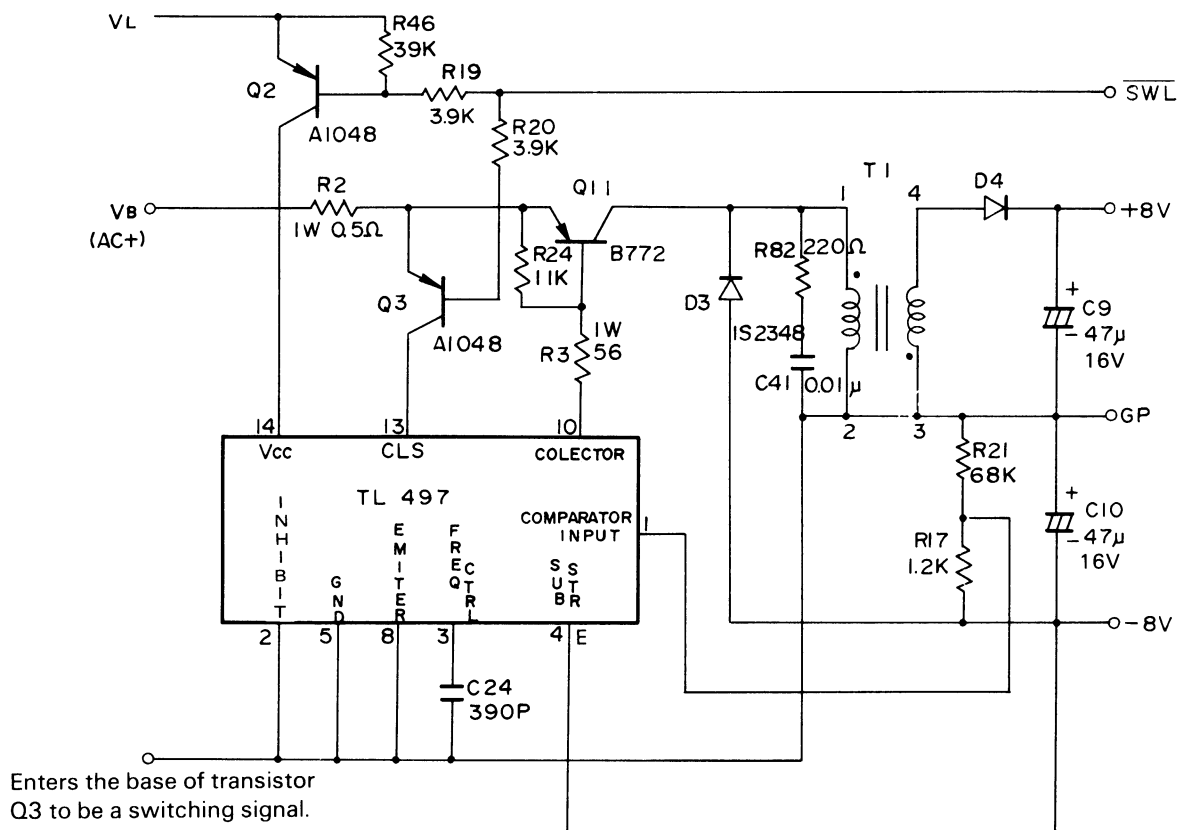 VL
R46
39K
R19
3.9K
Q2
A1048
R20
3.9K
SWL
VB
(AC+)
R2
1W 0.5Ω
Q11
B772
R24
11K
T1
1
4
D4
+8V
R82
220Ω
Q3
A1048
D3
1S2348
+
C9
- 47μ
16V
R3
1W
56
C41
0.01μ
2
3
GP
14
13
10
Vcc
CLS
COLECTOR
TL 497
COMPARATOR
INPUT
1
INHIBIT
GND
EMITER
FREQ
CTRL
SUB
STR
R21
68K
+
C10
- 47μ
16V
R17
1.2K
-8V
2
5
8
3
4
E
C24
390P
Enters the base of transistor
Q3 to be a switching signal.